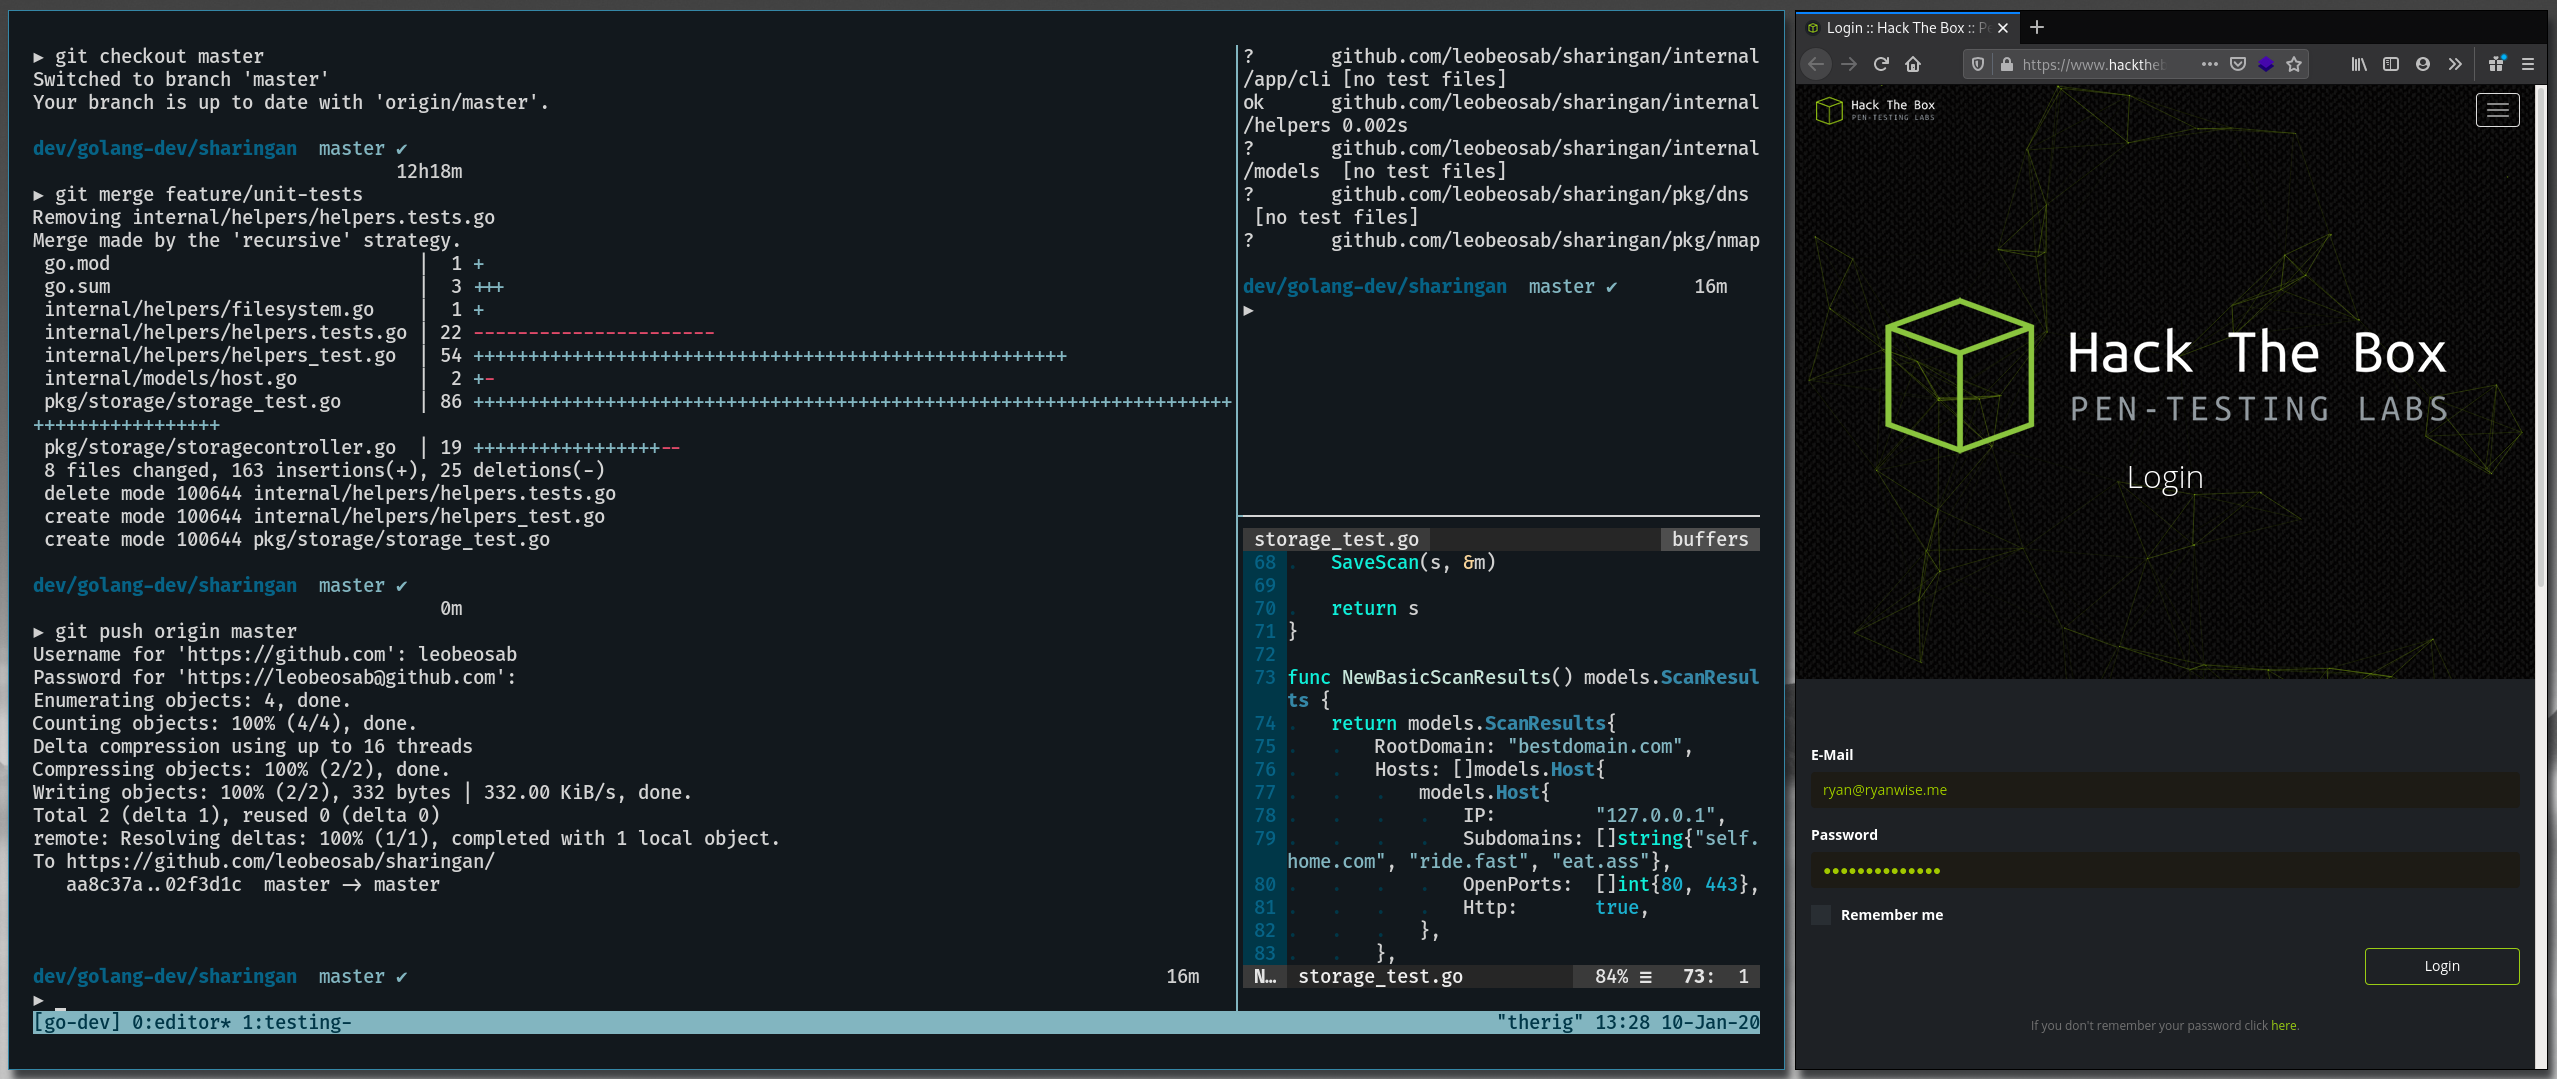 ▶ git checkout master
Switched to branch 'master'
Your branch is up to date with 'origin/master'.
dev/golang-dev/sharingan  master ✔
12h18m
▶ git merge feature/unit-tests
Removing internal/helpers/helpers.tests.go
Merge made by the 'recursive' strategy.
go.mod | 1 +
go.sum | 3 +++
internal/helpers/filesystem.go | 1 +
internal/helpers/helpers.tests.go | 22 ----------------------
internal/helpers/helpers_test.go | 54 ++++++++++++++++++++++++++++++++++++++++++++++++++++++
internal/models/host.go | 2 +-
pkg/storage/storage_test.go | 86 +++++++++++++++++++++++++++++++++++++++++++++++++++++++++++++++++++++
+++++++++++++++++
pkg/storage/storagecontroller.go | 19 +++++++++++++++++--
8 files changed, 163 insertions(+), 25 deletions(-)
delete mode 100644 internal/helpers/helpers.tests.go
create mode 100644 internal/helpers/helpers_test.go
create mode 100644 pkg/storage/storage_test.go
dev/golang-dev/sharingan  master ✔
0m
▶ git push origin master
Username for 'https://github.com': leobeosab
Password for 'https://leobeosab@github.com':
Enumerating objects: 4, done.
Counting objects: 100% (4/4), done.
Delta compression using up to 16 threads
Compressing objects: 100% (2/2), done.
Writing objects: 100% (2/2), 332 bytes | 332.00 KiB/s, done.
Total 2 (delta 1), reused 0 (delta 0)
remote: Resolving deltas: 100% (1/1), completed with 1 local object.
To https://github.com/leobeosab/sharingan/
aa8c37a..02f3d1c  master -> master
dev/golang-dev/sharingan  master ✔ 16m
▶ _
[go-dev] 0:editor* 1:testing- "therig" 13:28 10-Jan-20
? github.com/leobeosab/sharingan/internal
/app/cli [no test files]
ok github.com/leobeosab/sharingan/internal
/helpers 0.002s
? github.com/leobeosab/sharingan/internal
/models  [no test files]
? github.com/leobeosab/sharingan/pkg/dns
[no test files]
? github.com/leobeosab/sharingan/pkg/nmap
dev/golang-dev/sharingan  master ✔ 16m
▶
storage_test.go buffers
68 SaveScan(s, &m)
69
70 return s
71 }
72
73 func NewBasicScanResults() models.ScanResul
ts {
74 return models.ScanResults{
75 RootDomain: "bestdomain.com",
76 Hosts: []models.Host{
77 models.Host{
78 IP: "127.0.0.1",
79 Subdomains: []string{"self.
home.com", "ride.fast", "eat.ass"},
80 OpenPorts: []int{80, 443},
81 Http: true,
82 },
83 },
N… storage_test.go 84% ≡ 73: 1
Login :: Hack The Box :: Pe
https://www.hackthe
Hack The Box
PEN-TESTING LABS
Hack The Box
PEN-TESTING LABS
Login
E-Mail
ryan@ryanwise.me
Password
••••••••••••••
Remember me
Login
If you don't remember your password click here.